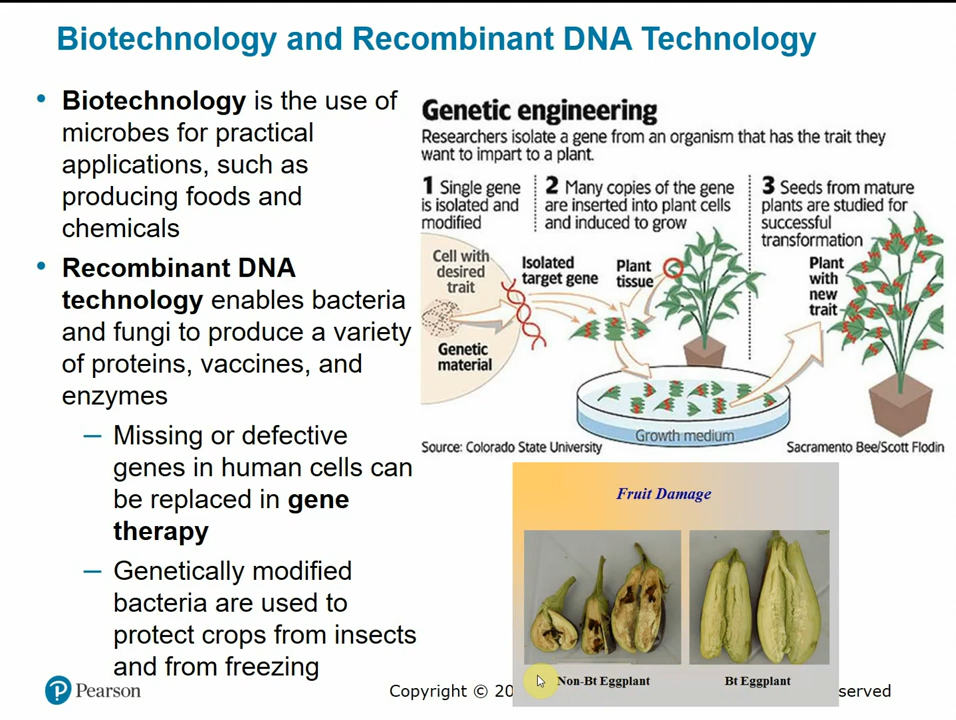 Biotechnology and Recombinant DNA Technology
• Biotechnology is the use of
microbes for practical
applications, such as
producing foods and
chemicals
• Recombinant DNA
technology enables bacteria
and fungi to produce a variety
of proteins, vaccines, and
enzymes
– Missing or defective
genes in human cells can
be replaced in gene
therapy
– Genetically modified
bacteria are used to
protect crops from insects
and from freezing
Genetic engineering
Researchers isolate a gene from an organism that has the trait they
want to impart to a plant.
1 Single gene
is isolated and
modified
2 Many copies of the gene
are inserted into plant cells
and induced to grow
3 Seeds from mature
plants are studied for
successful
transformation
Cell with
desired
trait
Genetic
material
Isolated
target gene
Plant
tissue
Plant
with
new
trait
Growth medium
Source: Colorado State University
Sacramento Bee/Scott Flodin
Fruit Damage
Non-Bt Eggplant
Bt Eggplant
P Pearson
Copyright © 20